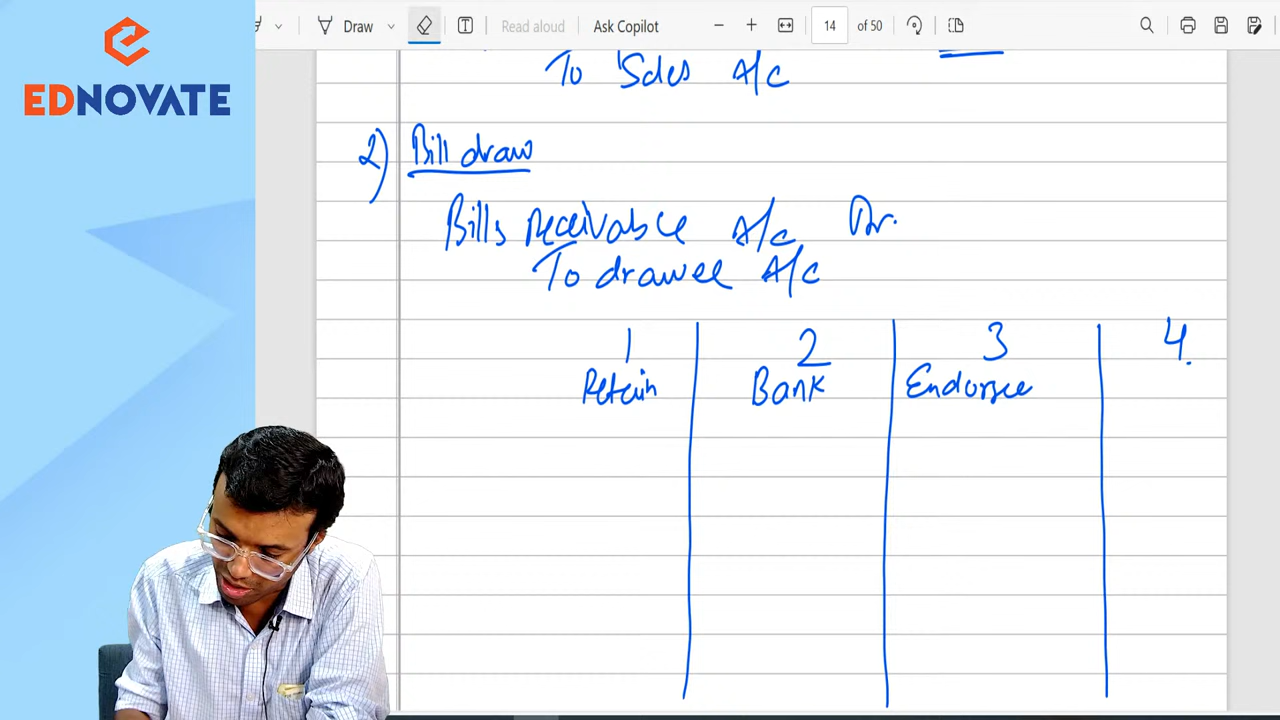 EDNOVATE
Draw
Read aloud
Ask Copilot
14
of 50
To Sales A/c
2) Bill draw
Bills Receivable A/c Dr.
To drawee A/c
1 2 3 4.
Retain Bank Endorsee